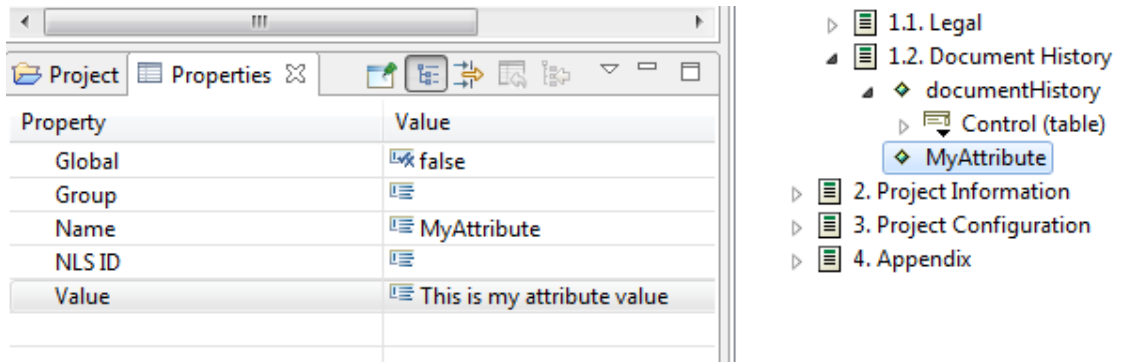 Project
Properties
Property Value
Global false
Group
Name MyAttribute
NLS ID
Value This is my attribute value
1.1. Legal
1.2. Document History
documentHistory
Control (table)
MyAttribute
2. Project Information
3. Project Configuration
4. Appendix